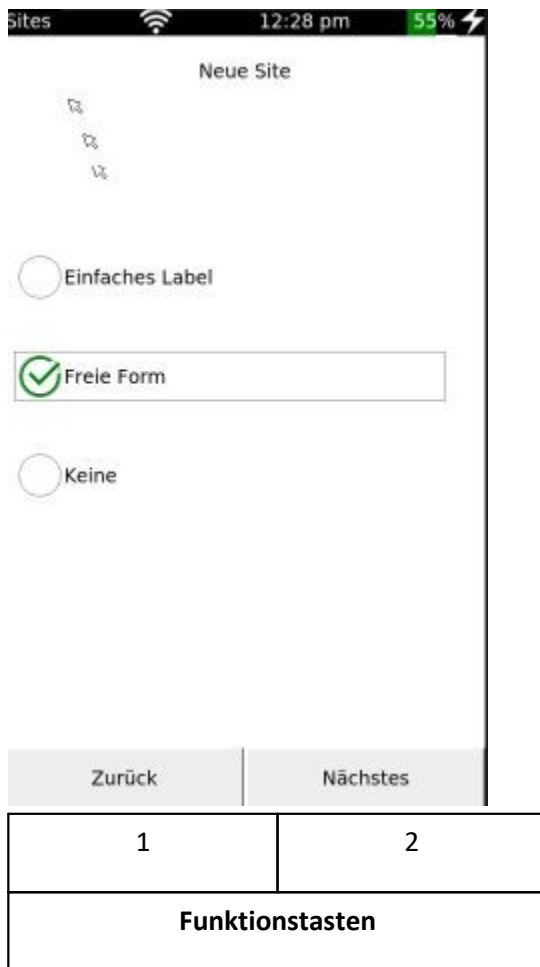 Sites 12:28 pm 55%
Neue Site
Einfaches Label
Freie Form
Keine
Zurück Nächstes
1 2
Funktionstasten